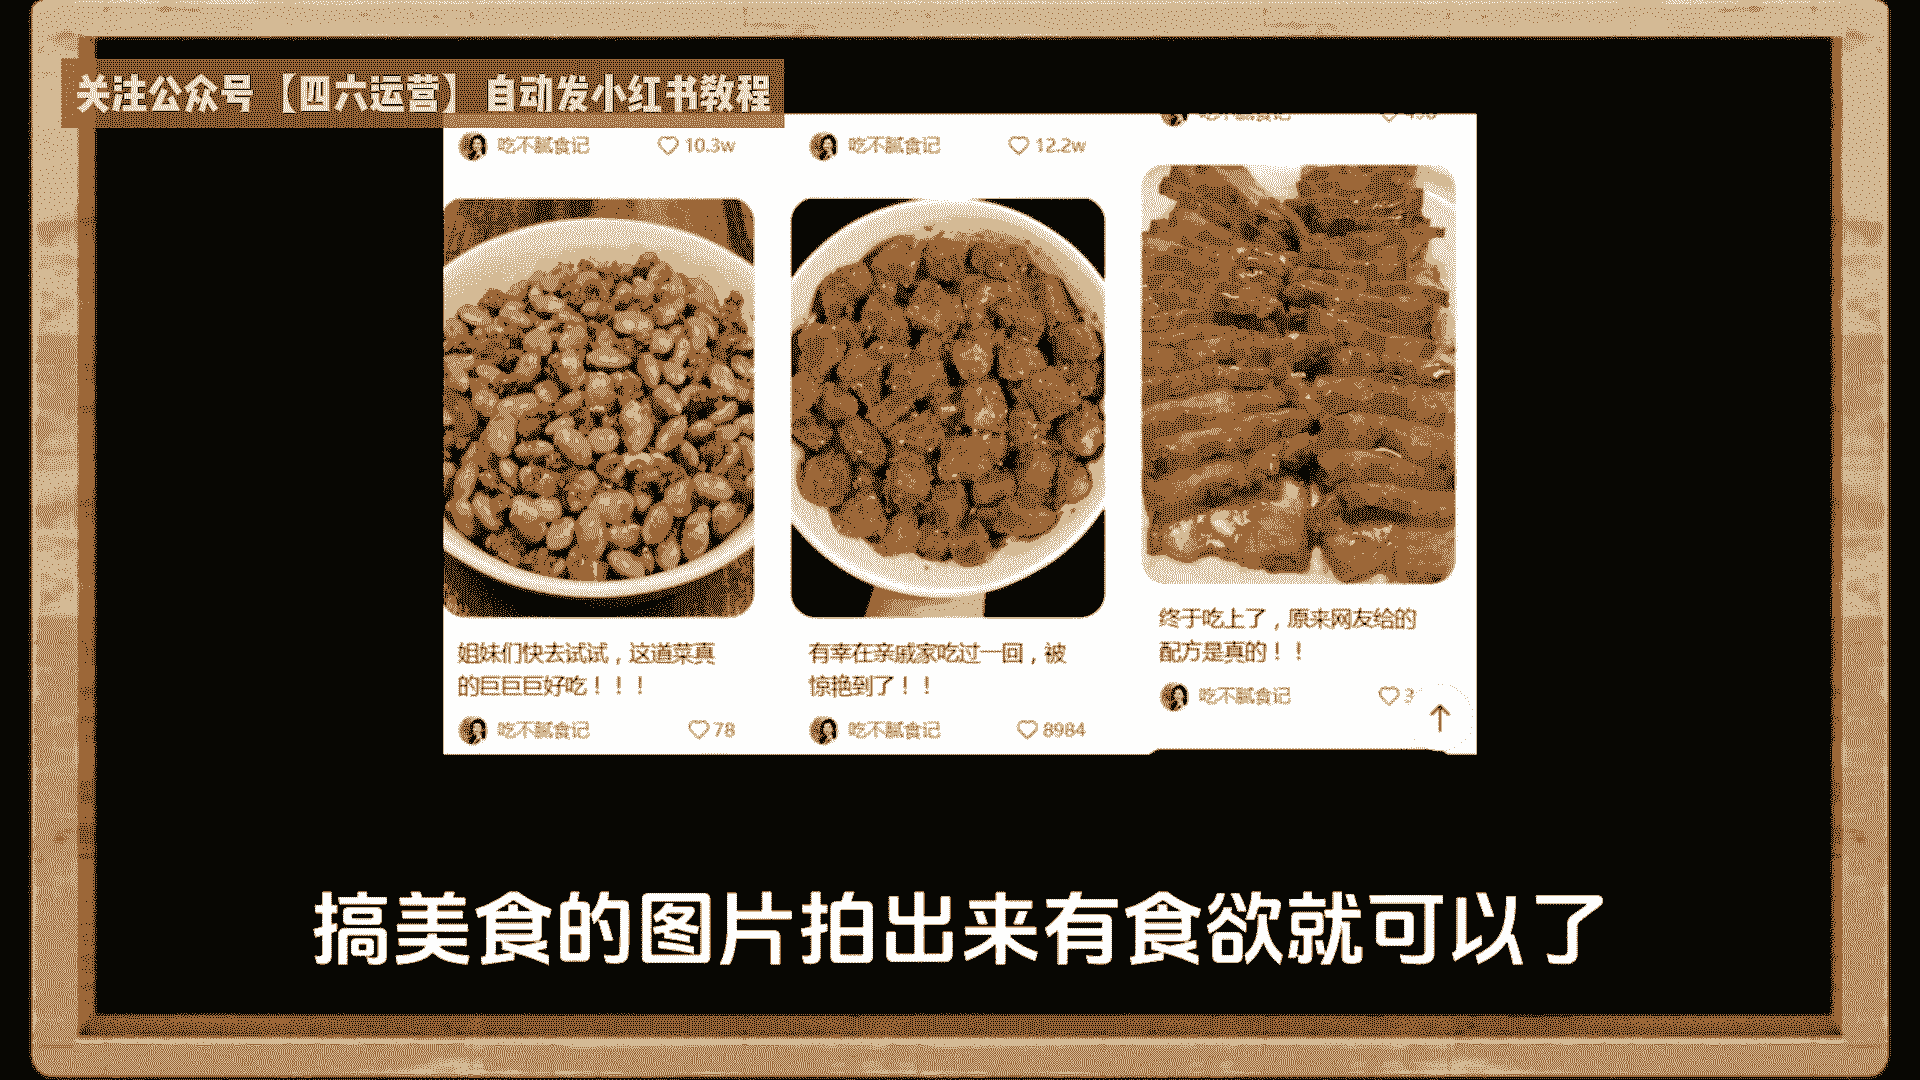 关注公众号【四六运营】 自动发小红书教程
吃不腻食记 10.3w
吃不腻食记 12.2w
姐妹们快去试试，这道菜真
的巨巨巨好吃！！！
吃不腻食记 78
有幸在亲戚家吃过一回，被
惊艳到了！！
吃不腻食记 8984
终于吃上了，原来网友给的
配方是真的！！
吃不腻食记 3
搞美食的图片拍出来有食欲就可以了